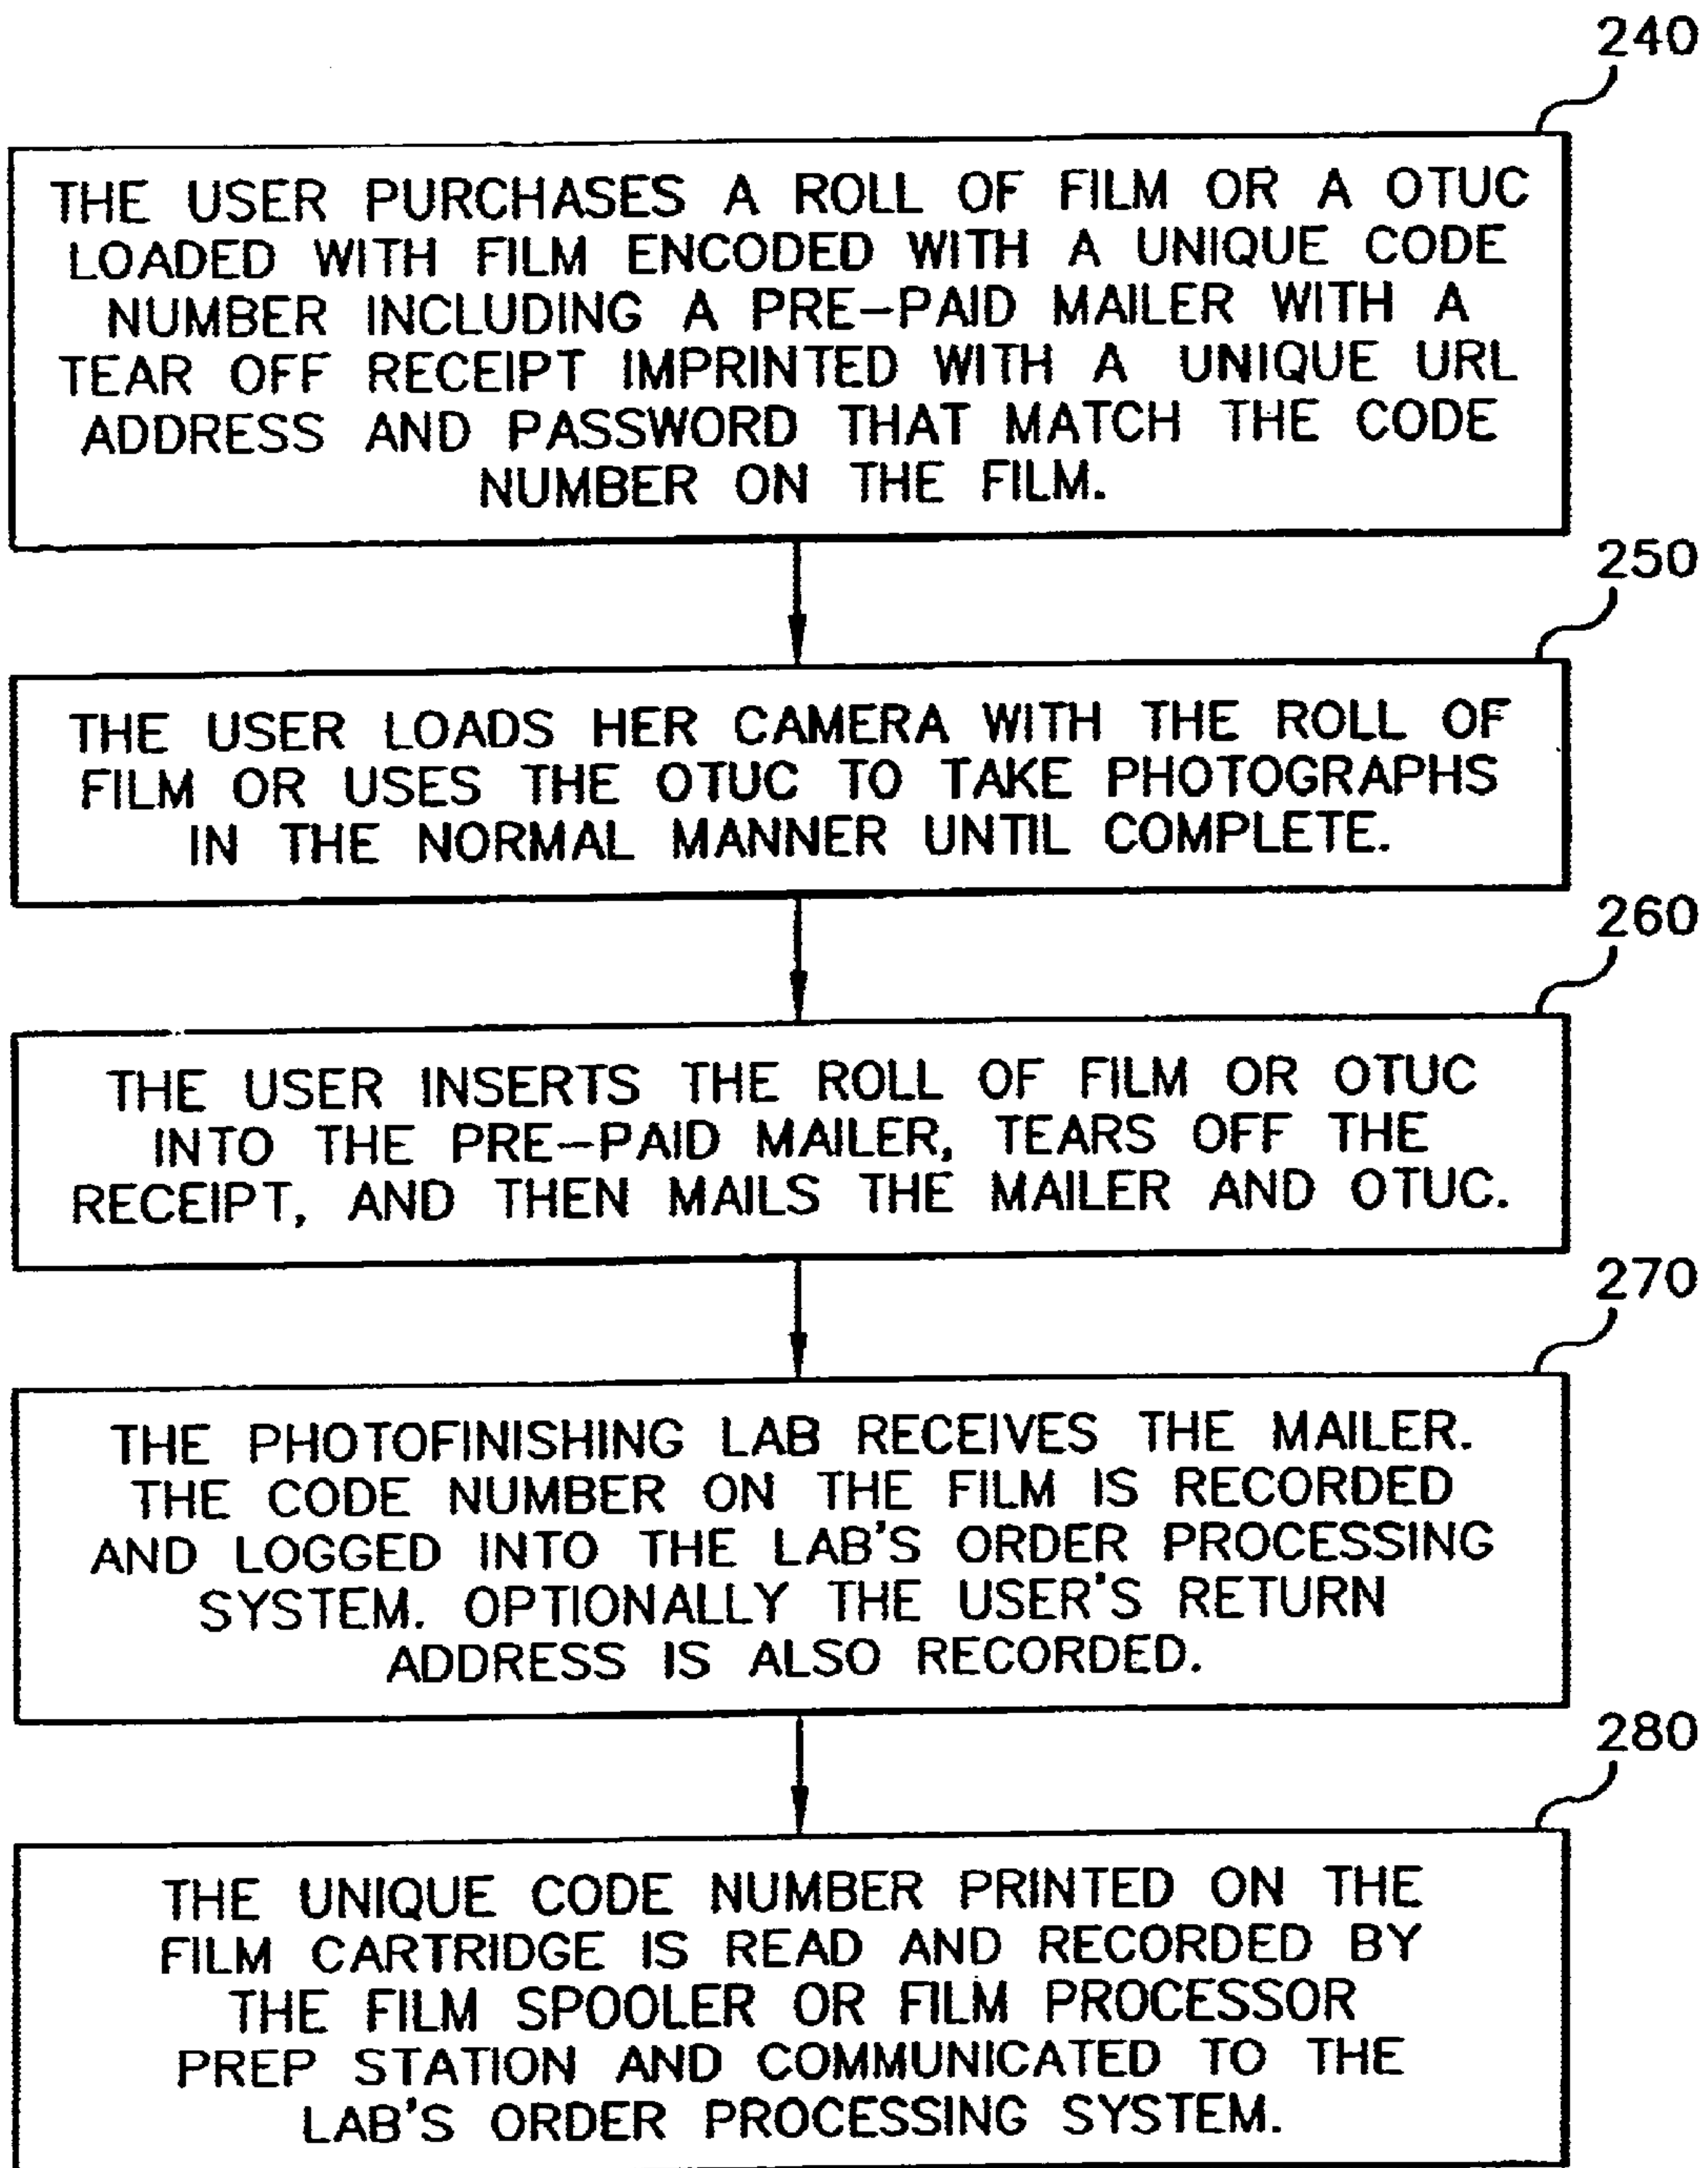 240
THE USER PURCHASES A ROLL OF FILM OR A OTUC
LOADED WITH FILM ENCODED WITH A UNIQUE CODE
NUMBER INCLUDING A PRE-PAID MAILER WITH A
TEAR OFF RECEIPT IMPRINTED WITH A UNIQUE URL
ADDRESS AND PASSWORD THAT MATCH THE CODE
NUMBER ON THE FILM.
250
THE USER LOADS HER CAMERA WITH THE ROLL OF
FILM OR USES THE OTUC TO TAKE PHOTOGRAPHS
IN THE NORMAL MANNER UNTIL COMPLETE.
260
THE USER INSERTS THE ROLL OF FILM OR OTUC
INTO THE PRE-PAID MAILER, TEARS OFF THE
RECEIPT, AND THEN MAILS THE MAILER AND OTUC.
270
THE PHOTOFINISHING LAB RECEIVES THE MAILER.
THE CODE NUMBER ON THE FILM IS RECORDED
AND LOGGED INTO THE LAB'S ORDER PROCESSING
SYSTEM. OPTIONALLY THE USER'S RETURN
ADDRESS IS ALSO RECORDED.
280
THE UNIQUE CODE NUMBER PRINTED ON THE
FILM CARTRIDGE IS READ AND RECORDED BY
THE FILM SPOOLER OR FILM PROCESSOR
PREP STATION AND COMMUNICATED TO THE
LAB'S ORDER PROCESSING SYSTEM.